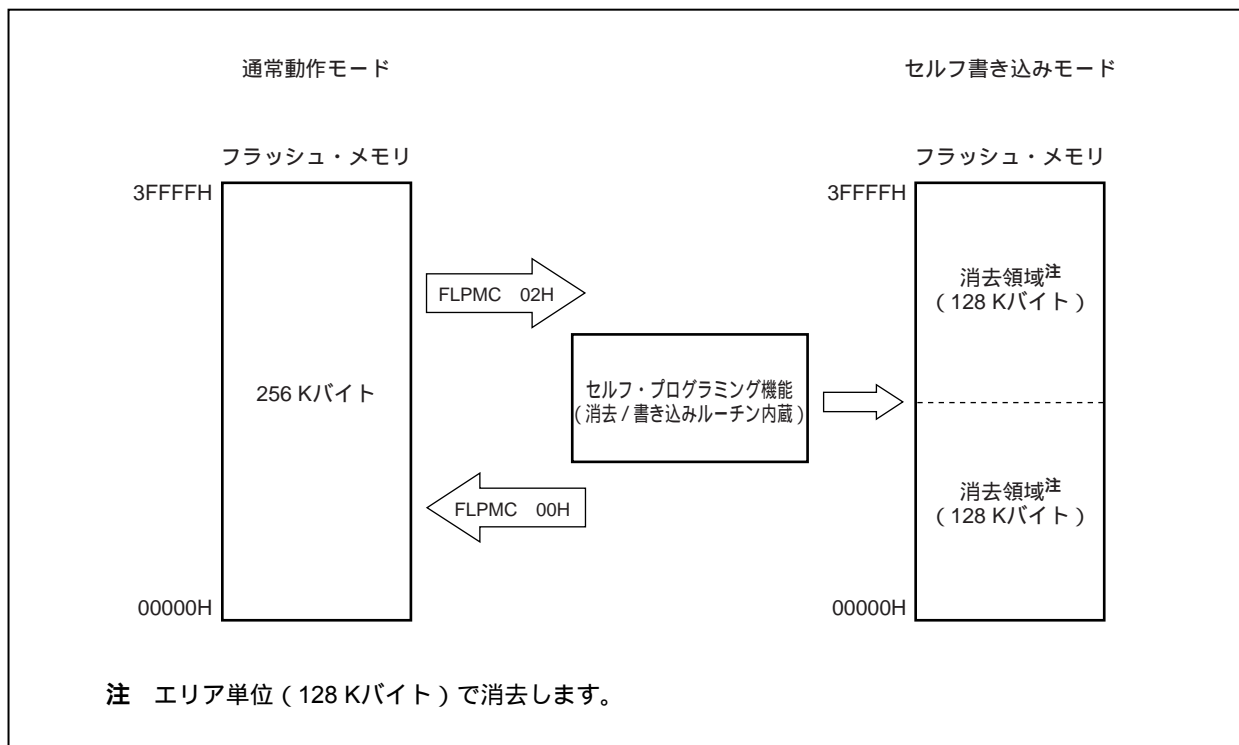 通常動作モード
フラッシュ・メモリ
3FFFFH
256 Kバイト
00000H
FLPMC 02H
FLPMC 00H
セルフ・プログラミング機能
(消去/書き込みルーチン内蔵)
セルフ書き込みモード
フラッシュ・メモリ
3FFFFH
消去領域注
(128 Kバイト)
消去領域注
(128 Kバイト)
00000H
注 エリア単位(128 Kバイト)で消去します。